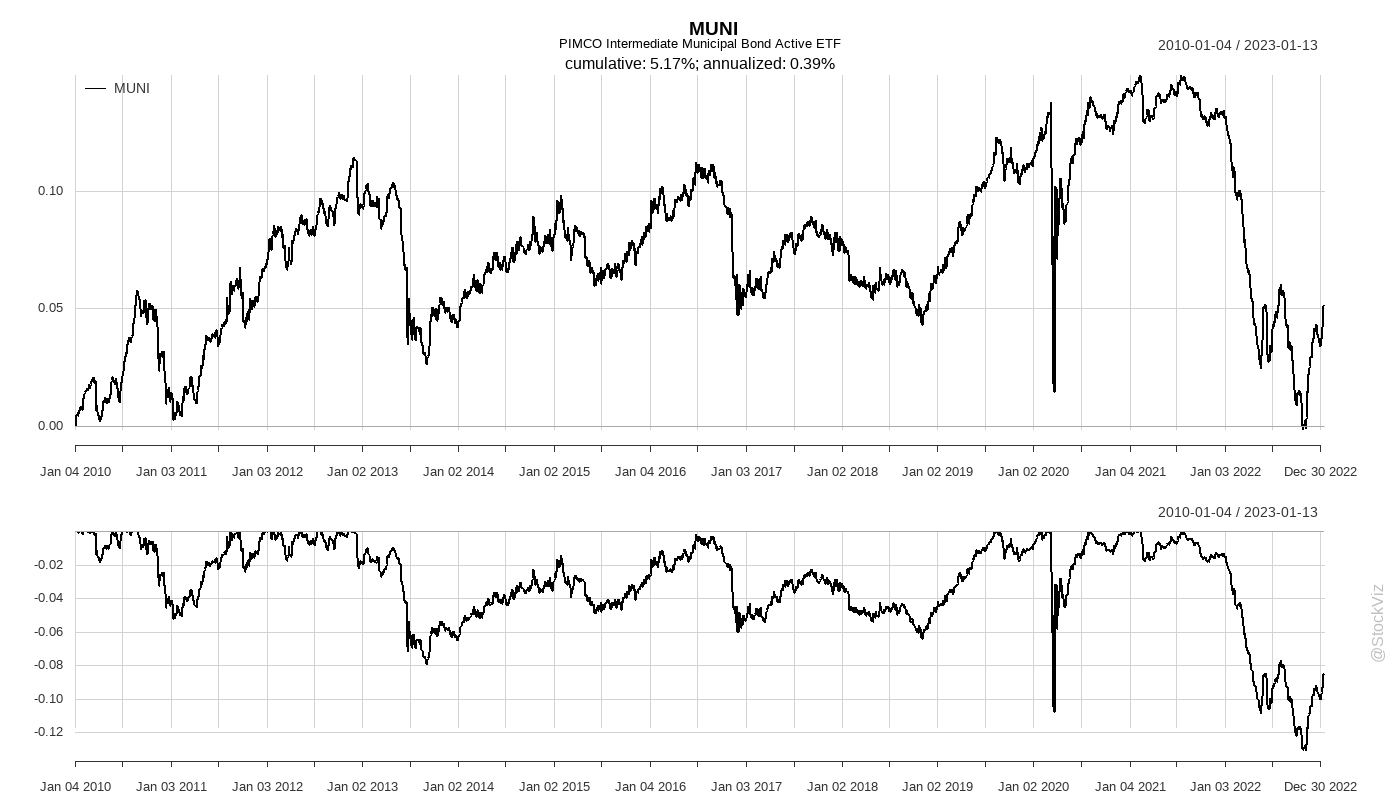 MUNI
PIMCO Intermediate Municipal Bond Active ETF
cumulative: 5.17%; annualized: 0.39%
2010-01-04 / 2023-01-13
MUNI
0.10
0.05
0.00
Jan 04 2010 Jan 03 2011 Jan 03 2012 Jan 02 2013 Jan 02 2014 Jan 02 2015 Jan 04 2016 Jan 03 2017 Jan 02 2018 Jan 02 2019 Jan 02 2020 Jan 04 2021 Jan 03 2022 Dec 30 2022
2010-01-04 / 2023-01-13
-0.02
-0.04
-0.06
-0.08
-0.10
-0.12
Jan 04 2010 Jan 03 2011 Jan 03 2012 Jan 02 2013 Jan 02 2014 Jan 02 2015 Jan 04 2016 Jan 03 2017 Jan 02 2018 Jan 02 2019 Jan 02 2020 Jan 04 2021 Jan 03 2022 Dec 30 2022
@StockViz